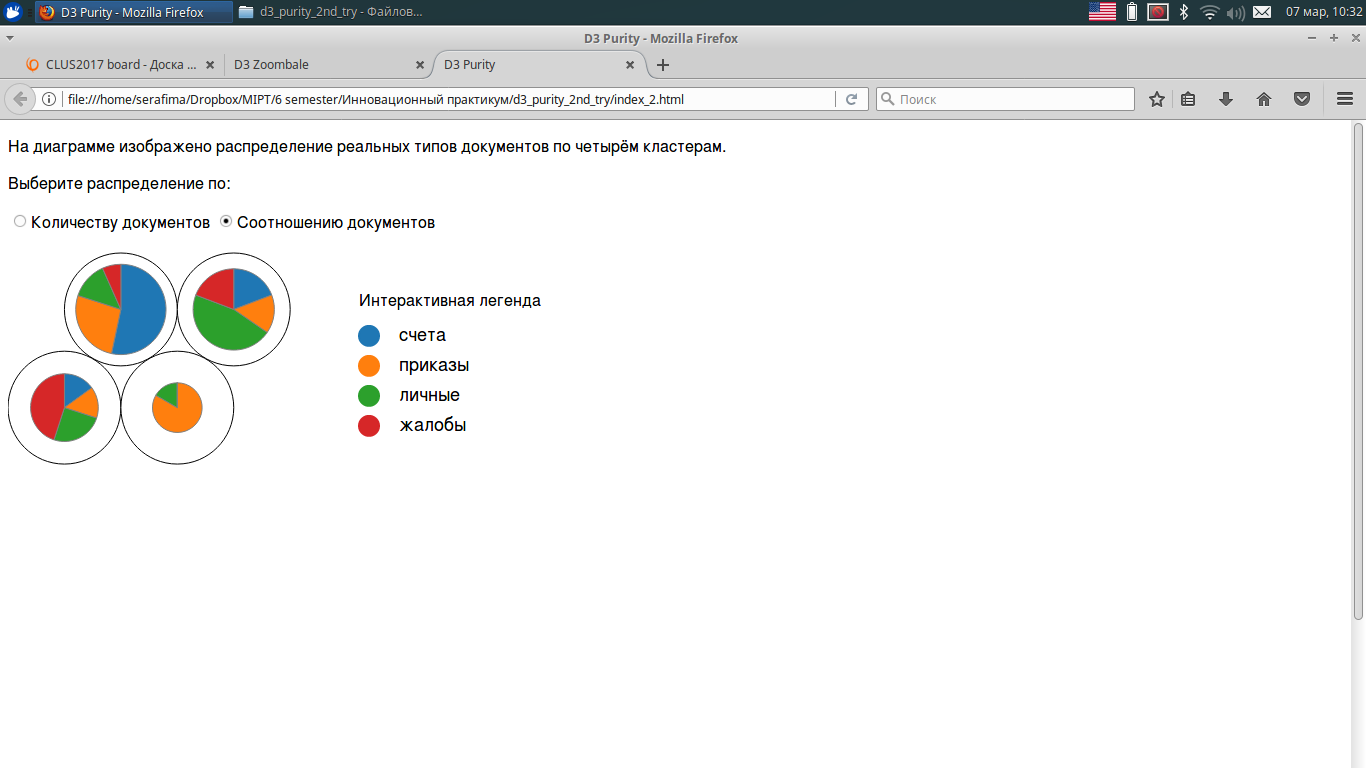 D3 Purity - Mozilla Firefox
d3_purity_2nd_try - Файлов...
07 мар, 10:32
D3 Purity - Mozilla Firefox
CLUS2017 board - Доска ...
D3 Zoombale
D3 Purity
file:///home/serafima/Dropbox/MIPT/6 semester/Инновационный практикум/d3_purity_2nd_try/index_2.html
Поиск
На диаграмме изображено распределение реальных типов документов по четырём кластерам.
Выберите распределение по:
Количеству документов Соотношению документов
Интерактивная легенда
счета
приказы
личные
жалобы